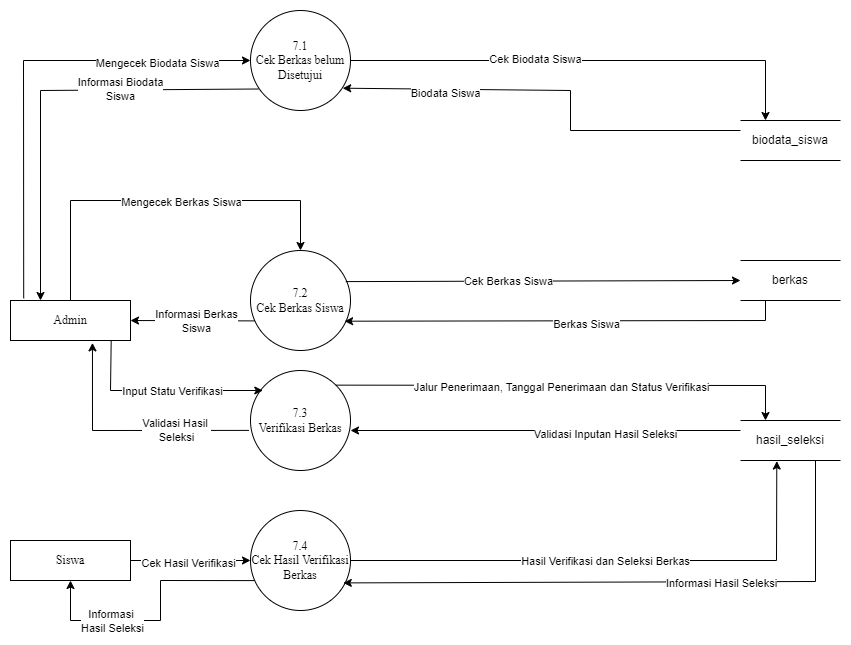 7.1
Cek Berkas belum
Disetujui
Mengecek Biodata Siswa
Cek Biodata Siswa
Informasi Biodata
Siswa
Biodata Siswa
biodata_siswa
Mengecek Berkas Siswa
7.2
Cek Berkas Siswa
Cek Berkas Siswa
berkas
Admin
Informasi Berkas
Siswa
Berkas Siswa
Input Statu Verifikasi
7.3
Verifikasi Berkas
Jalur Penerimaan, Tanggal Penerimaan dan Status Verifikasi
Validasi Hasil
Seleksi
Validasi Inputan Hasil Seleksi
hasil_seleksi
Siswa
Cek Hasil Verifikasi
7.4
Cek Hasil Verifikasi
Berkas
Hasil Verifikasi dan Seleksi Berkas
Informasi Hasil Seleksi
Informasi
Hasil Seleksi